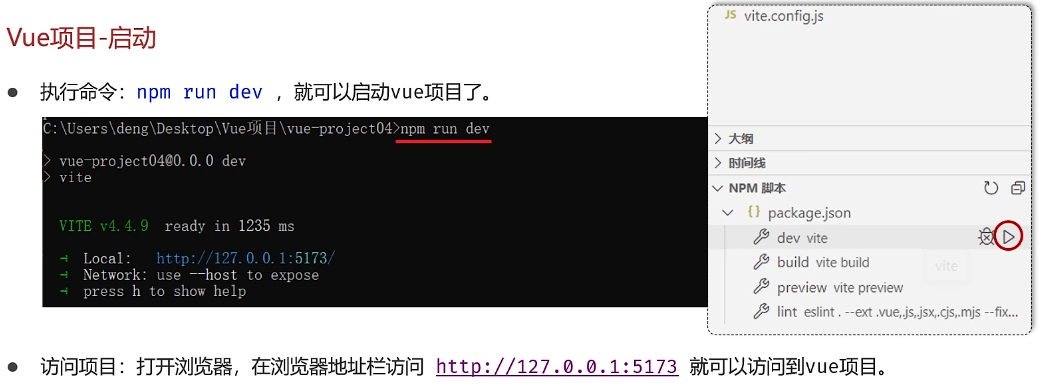 Vue项目-启动
● 执行命令：npm run dev ，就可以启动vue项目了。
C:\Users\deng\Desktop\Vue项目\vue-project04>npm run dev
> vue-project04@0.0.0 dev
> vite
VITE v4.4.9 ready in 1235 ms
➜ Local: http://127.0.0.1:5173/
➜ Network: use --host to expose
➜ press h to show help
JS vite.config.js
> 大纲
> 时间线
NPM 脚本
{} package.json
dev vite
build vite build
vite
preview vite preview
lint eslint . --ext .vue,.js,.jsx,.cjs,.mjs --fix...
● 访问项目：打开浏览器，在浏览器地址栏访问 http://127.0.0.1:5173 就可以访问到vue项目。